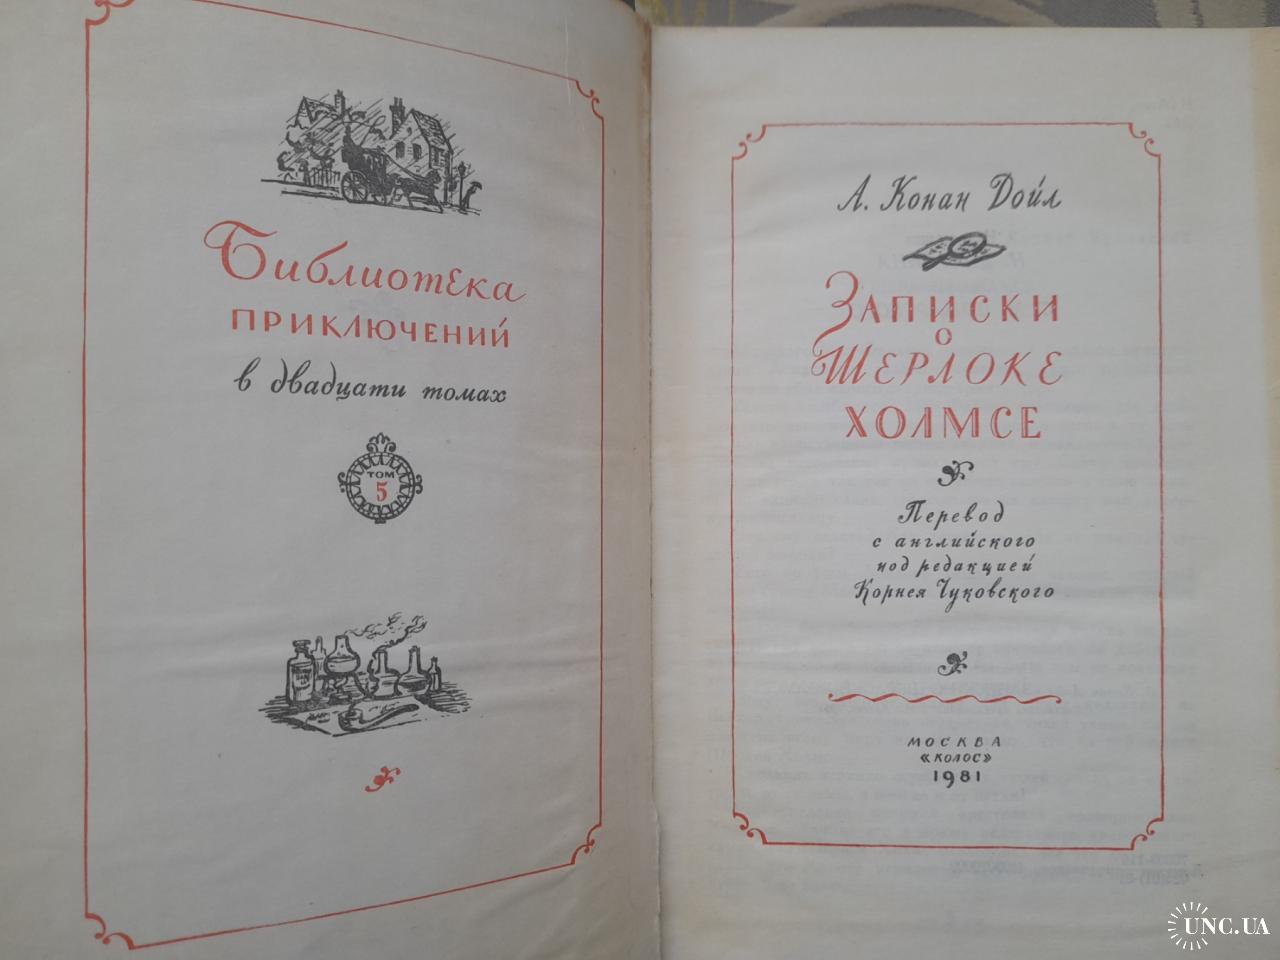 Библиотека
ПРИКЛЮЧЕНИЙ
в двадцати томах
ТОМ
5
А. Конан Дойл
ЗАПИСКИ
О
ШЕРЛОКЕ
ХОЛМСЕ
Перевод
с английского
под редакцией
Корнея Чуковского
МОСКВА
«КОЛОС»
1981
UNC.UA